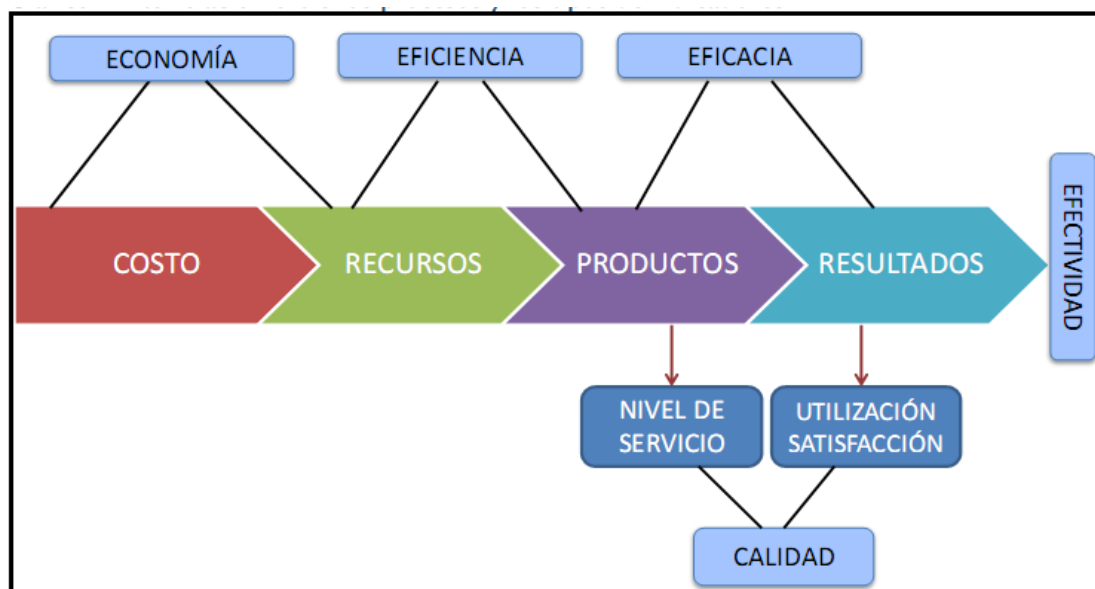 ECONOMÍA
EFICIENCIA
EFICACIA
COSTO
RECURSOS
PRODUCTOS
RESULTADOS
EFECTIVIDAD
NIVEL DE
SERVICIO
UTILIZACIÓN
SATISFACCIÓN
CALIDAD